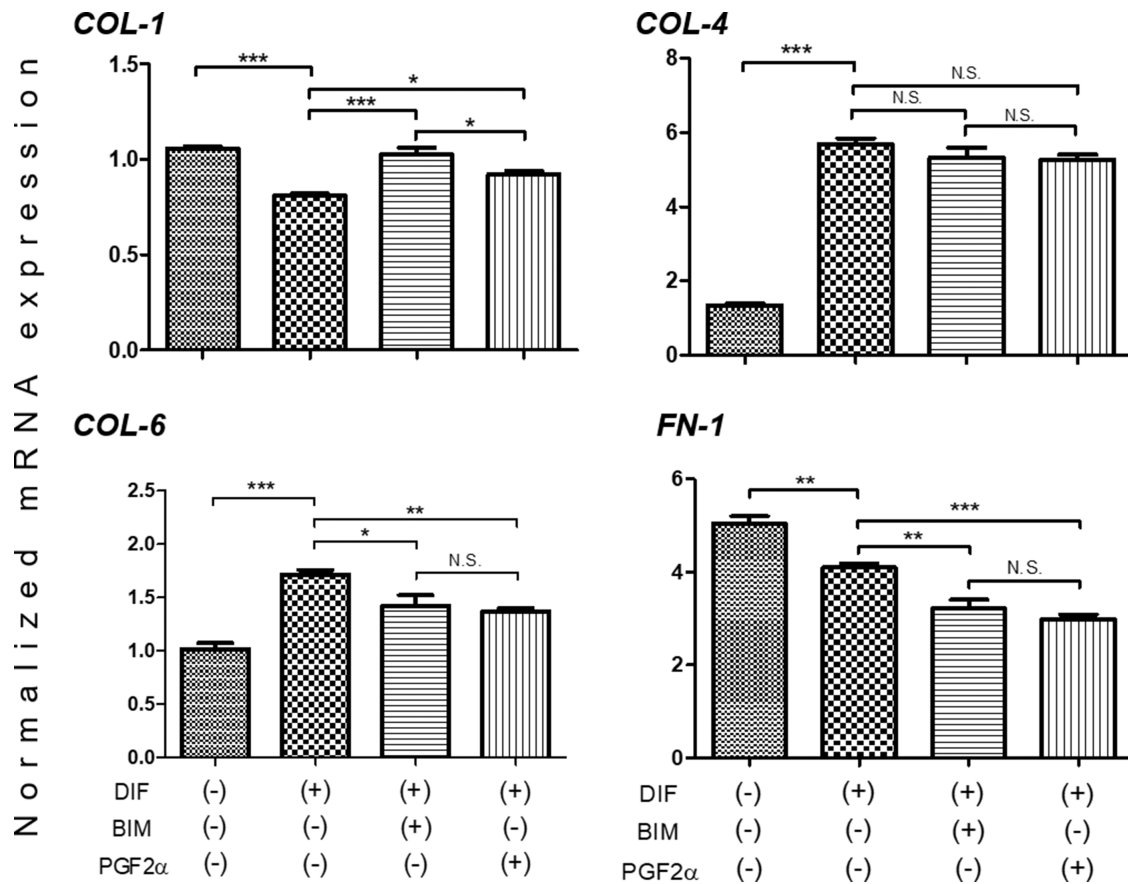 Normalized mRNA expression
COL-1
1.5
1.0
0.5
0.0
***
*
***
*
COL-4
8
6
4
2
0
***
N.S.
N.S.
N.S.
COL-6
2.5
2.0
1.5
1.0
0.5
0.0
***
**
*
N.S.
FN-1
6
4
2
0
**
***
**
N.S.
DIF (-) (+) (+) (+)
BIM (-) (-) (+) (-)
PGF2α (-) (-) (-) (+)
DIF (-) (+) (+) (+)
BIM (-) (-) (+) (-)
PGF2α (-) (-) (-) (+)